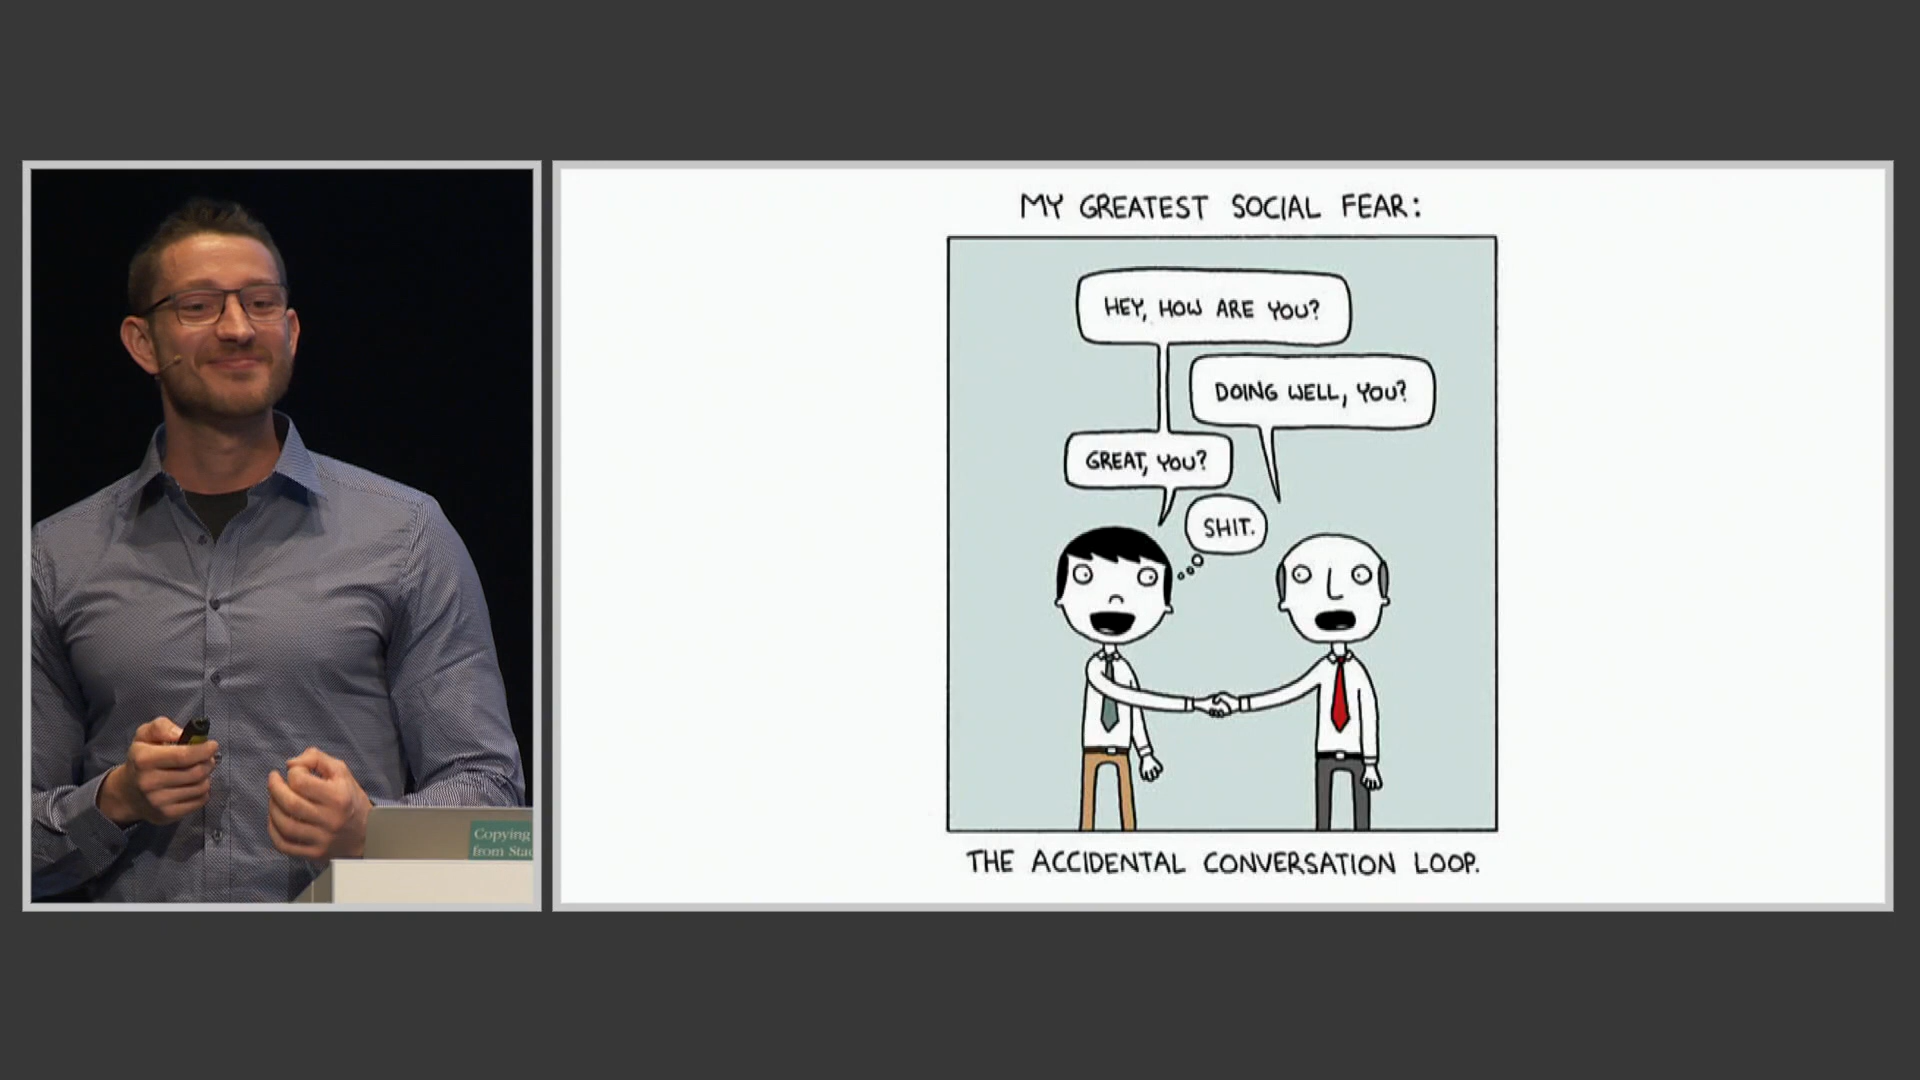 MY GREATEST SOCIAL FEAR:
HEY, HOW ARE YOU?
DOING WELL, YOU?
GREAT, YOU?
SHIT.
THE ACCIDENTAL CONVERSATION LOOP.
Copying
from